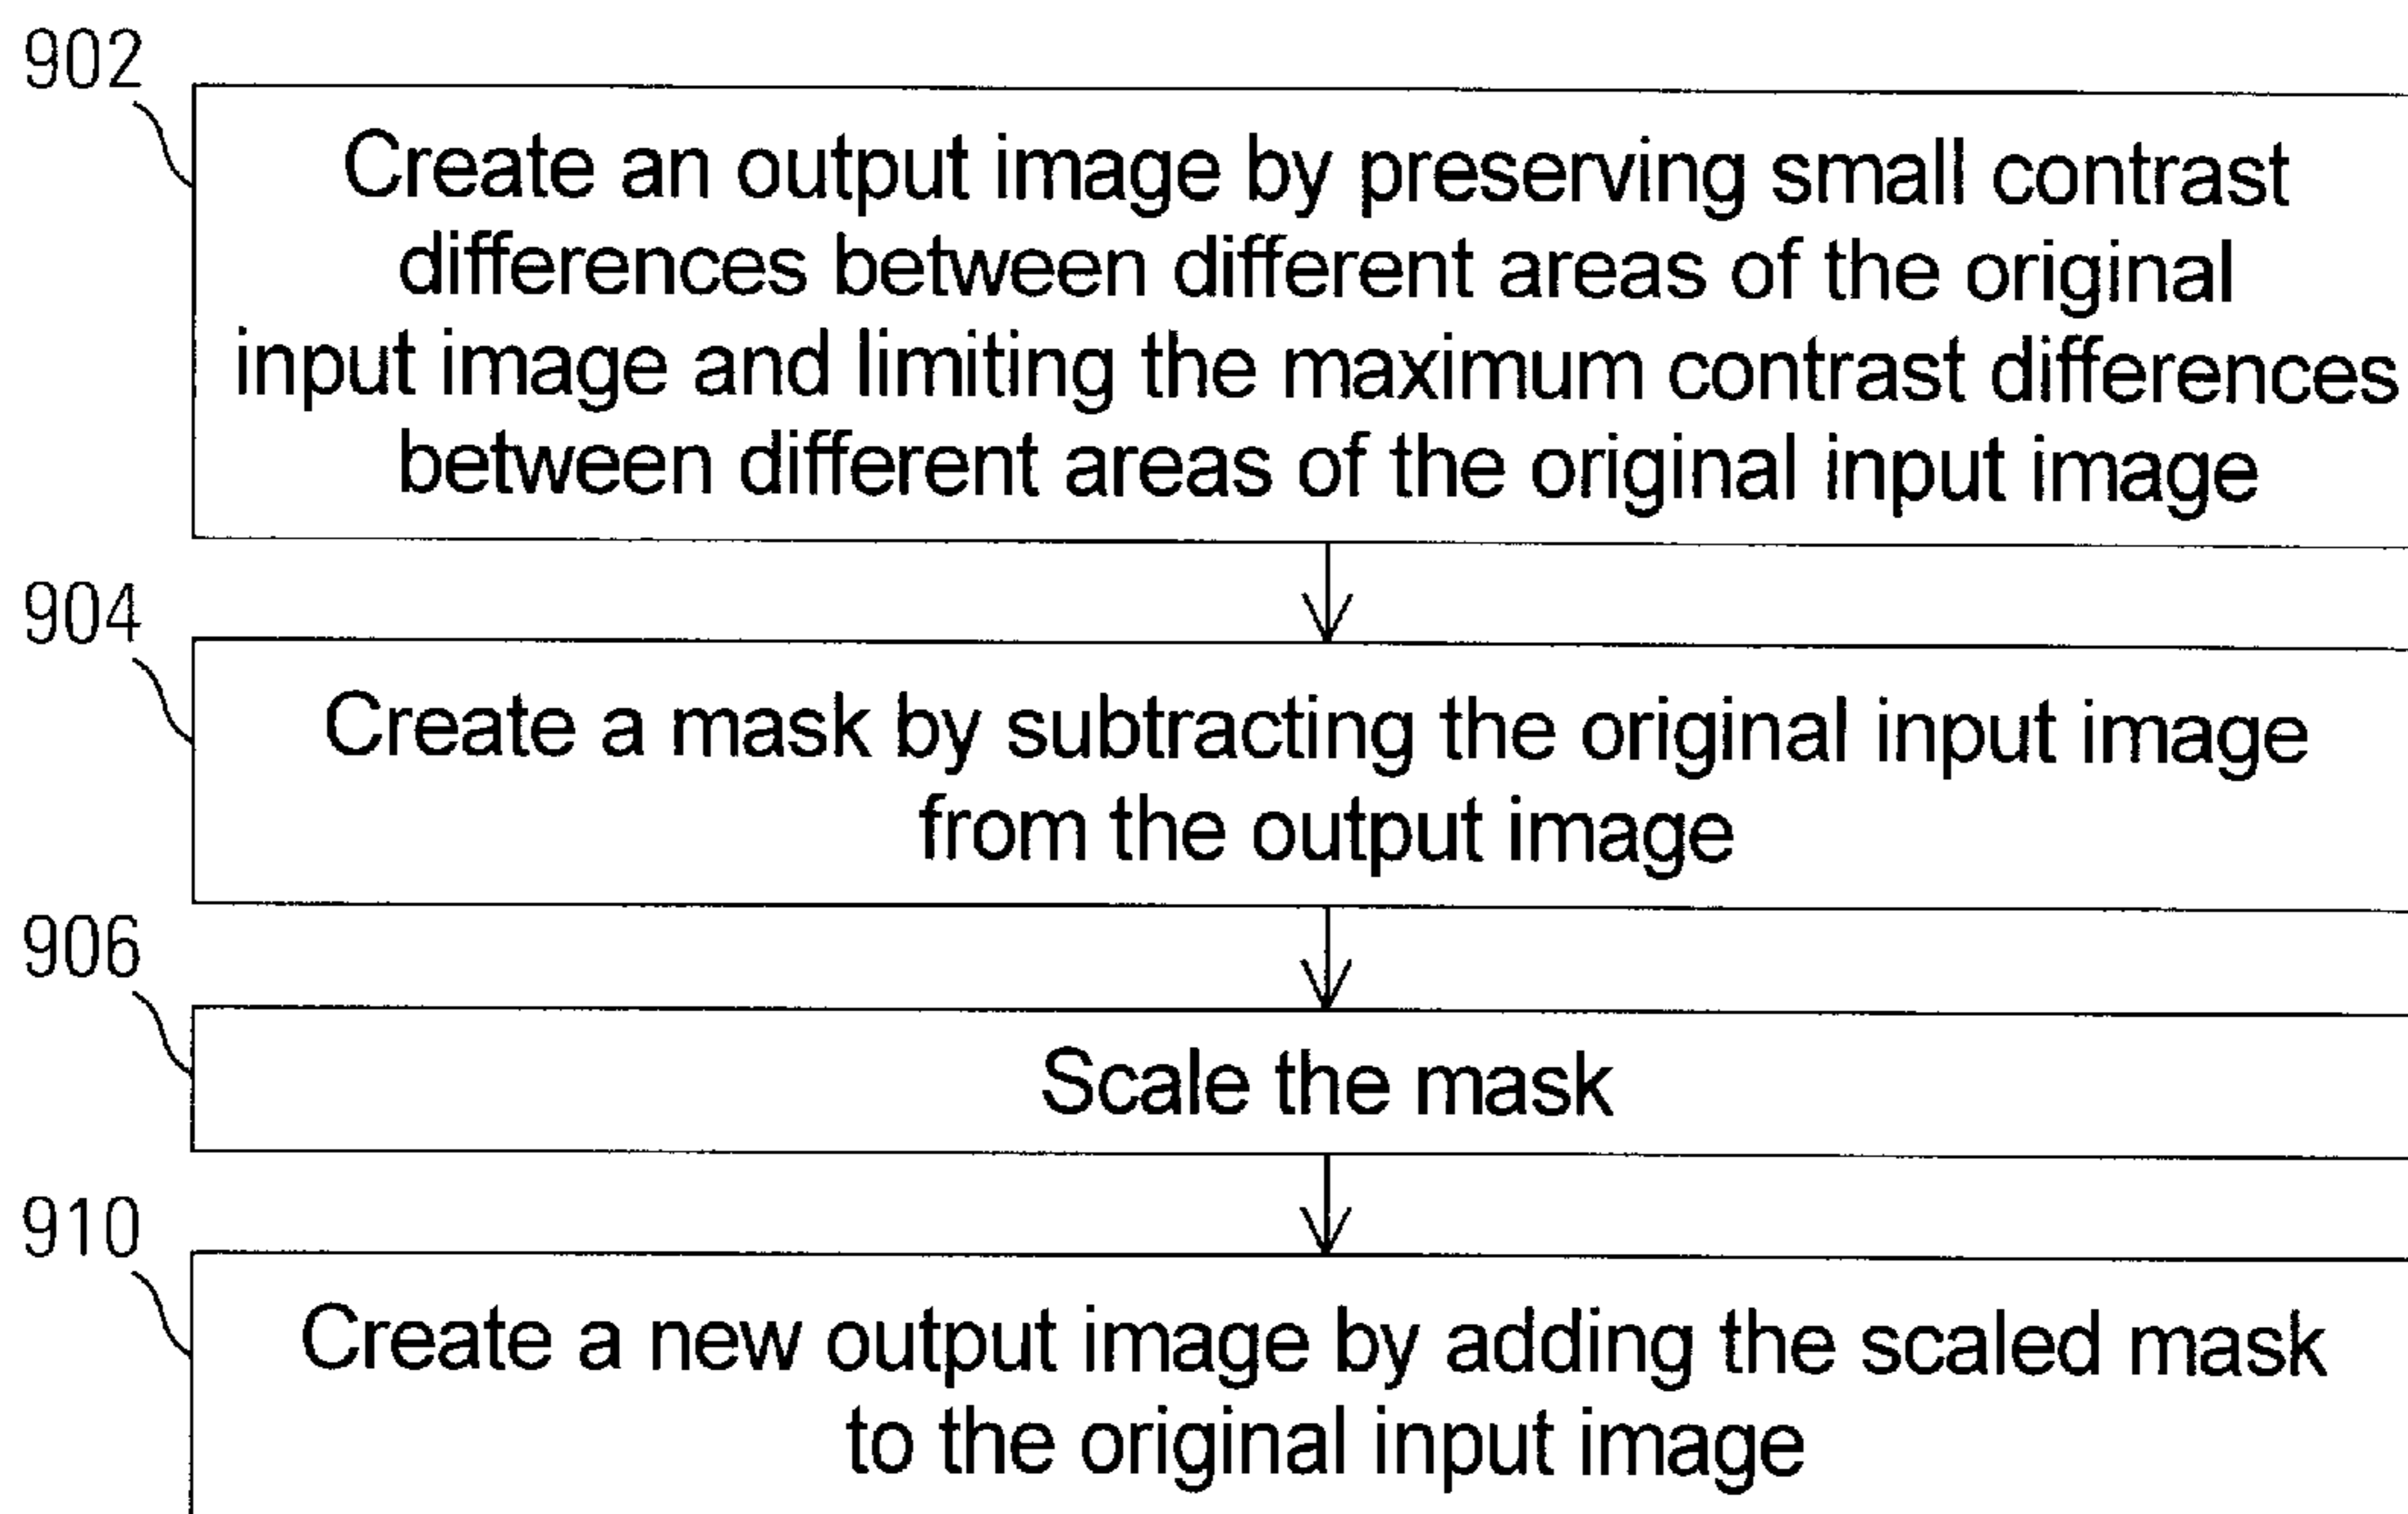 902
Create an output image by preserving small contrast
differences between different areas of the original
input image and limiting the maximum contrast differences
between different areas of the original input image
904
Create a mask by subtracting the original input image
from the output image
906
Scale the mask
910
Create a new output image by adding the scaled mask
to the original input image